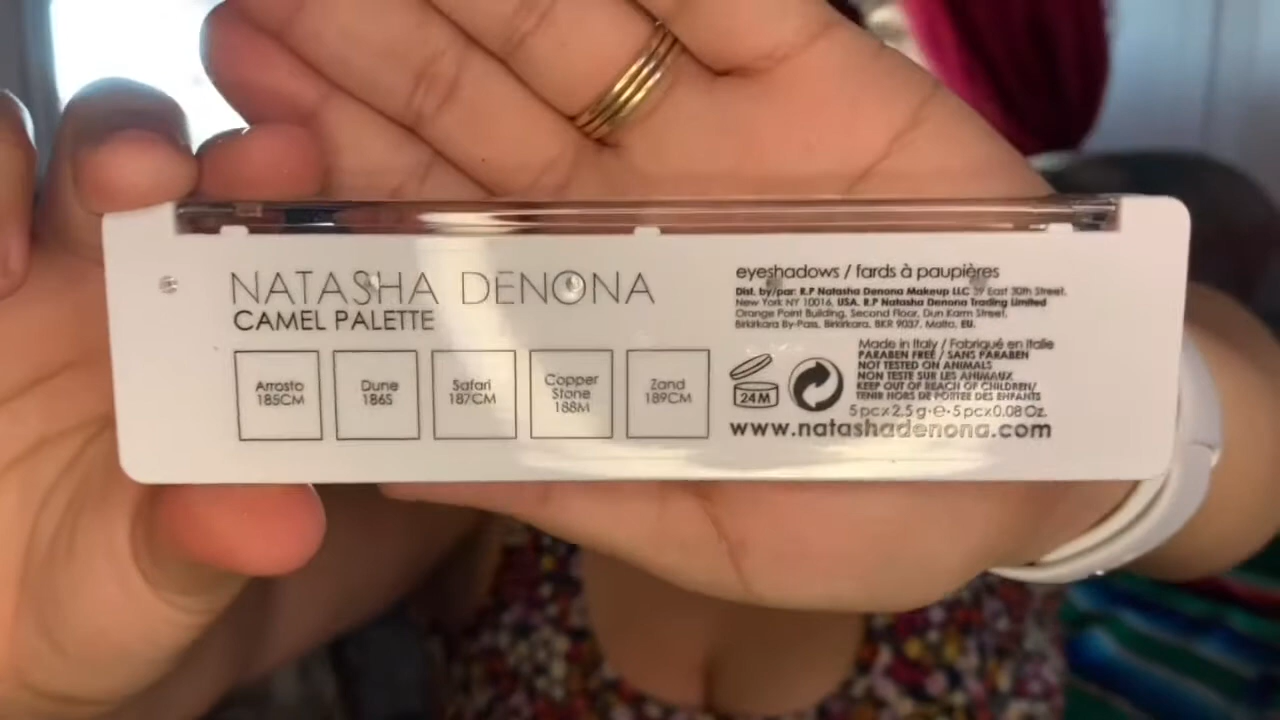 NATASHA DENONA
CAMEL PALETTE
Arrosto
185CM
Dune
186S
Safari
187CM
Copper
Stone
188M
Zand
189CM
eyeshadows / fards à paupières
Dist. by/par: R.P Natasha Denona Makeup LLC 39 East 30th Street,
New York NY 10016, USA. R.P Natasha Denona Trading Limited
Orange Point Building, Second Floor, Dun Karm Street,
Birkirkara By-Pass, Birkirkara, BKR 9037, Malta, EU.
24M
Made in Italy / Fabriqué en Italie
PARABEN FREE / SANS PARABEN
NOT TESTED ON ANIMALS
NON TESTE SUR LES ANIMAUX
KEEP OUT OF REACH OF CHILDREN/
TENIR HORS DE PORTEE DES ENFANTS
5 pcx2.5 g·e·5 pcx0.08 Oz.
www.natashadenona.com